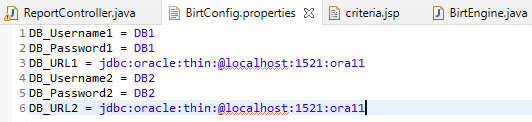 ReportController.java BirtConfig.properties criteria.jsp BirtEngine.java
1 DB_Username1 = DB1
2 DB_Password1 = DB1
3 DB_URL1 = jdbc:oracle:thin:@localhost:1521:ora11
4 DB_Username2 = DB2
5 DB_Password2 = DB2
6 DB_URL2 = jdbc:oracle:thin:@localhost:1521:ora11